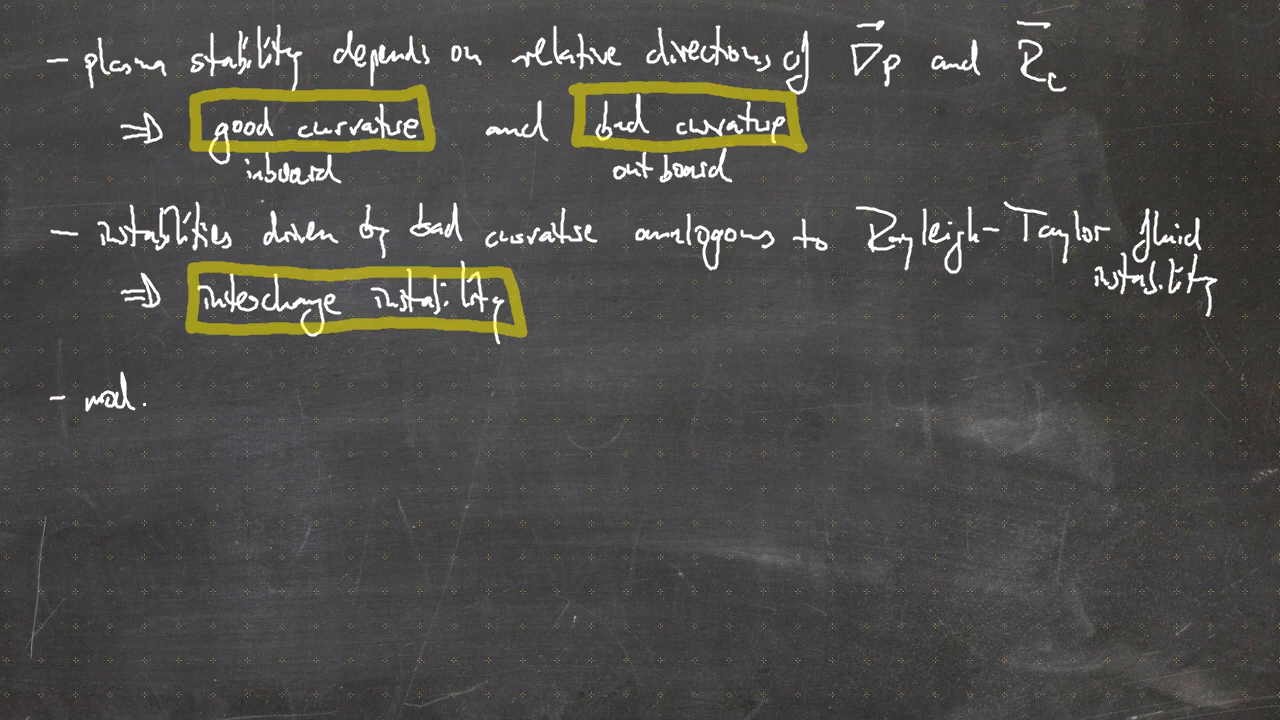 - plasma stability depends on relative directions of ∇p and R_c
⇒ good curvature and bad curvature
inboard outboard
- instabilities driven by bad curvature analogous to Rayleigh-Taylor fluid
instability
⇒ interchange instability
- mod.